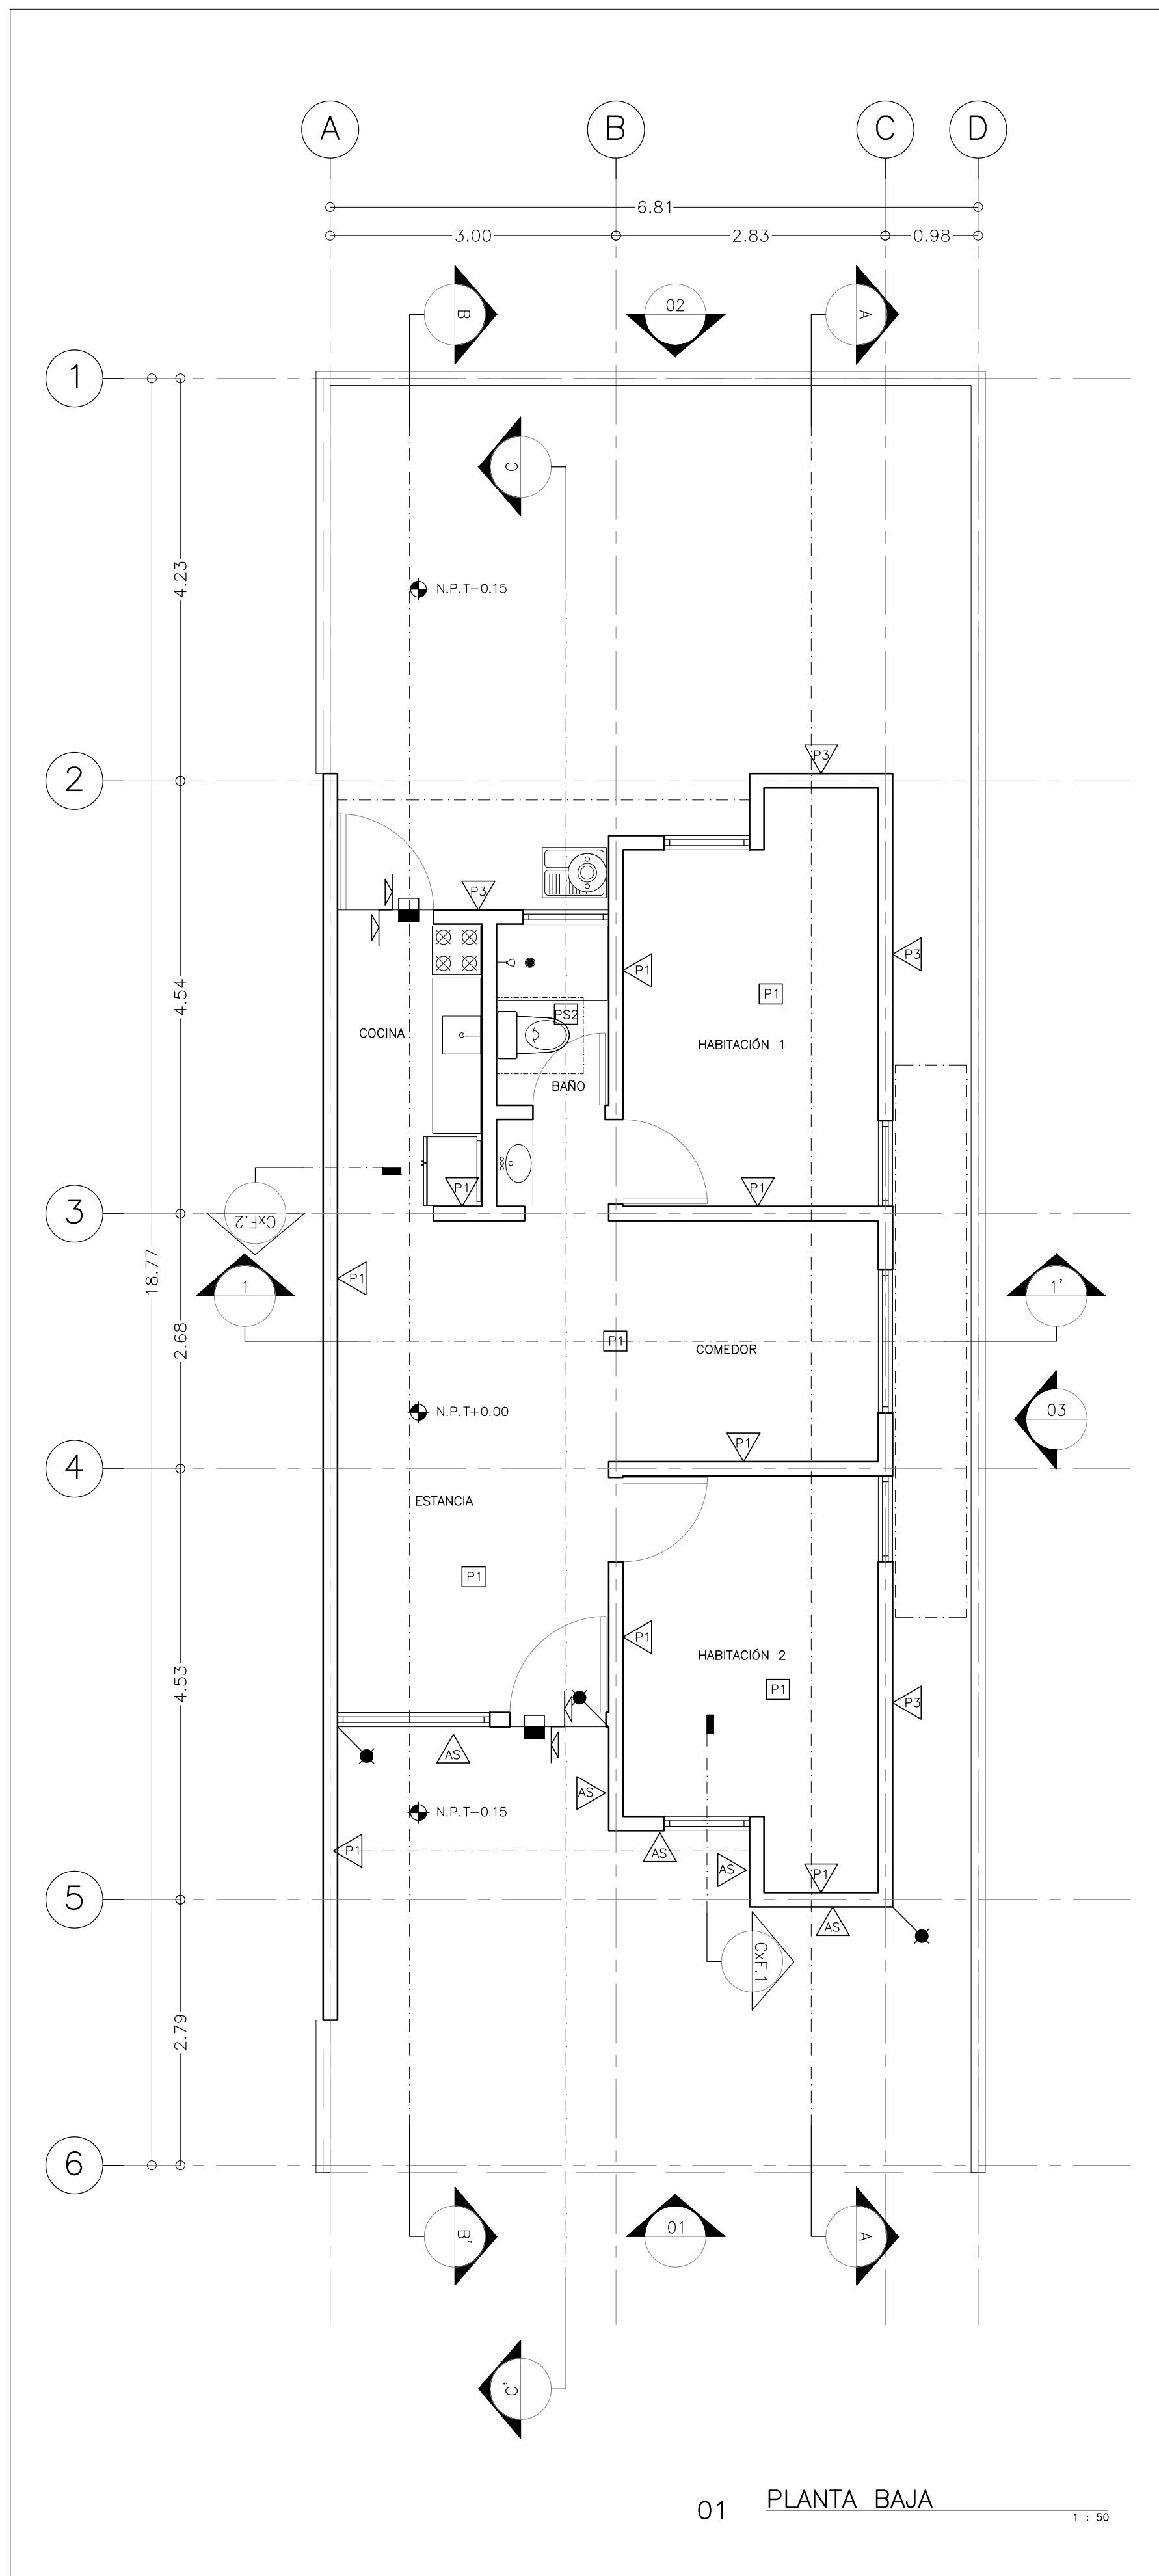 A B C D
6.81
3.00 2.83 0.98
B 02 A
1
C
4.23
N.P.T-0.15
P3
2
P3
P3
P1
P1
4.54
PS2
COCINA
HABITACIÓN 1
BAÑO
P1 P1
3
CxF.2
18.77
P1
1 1'
2.68
P1
COMEDOR
03
N.P.T+0.00
P1
4
ESTANCIA
P1
P1
HABITACIÓN 2
4.53
P1
P3
AS
AS
N.P.T-0.15
P1
AS
AS
P1
5
AS
CxF.1
2.79
6
B' 01 A
C'
01 PLANTA BAJA
1 : 50